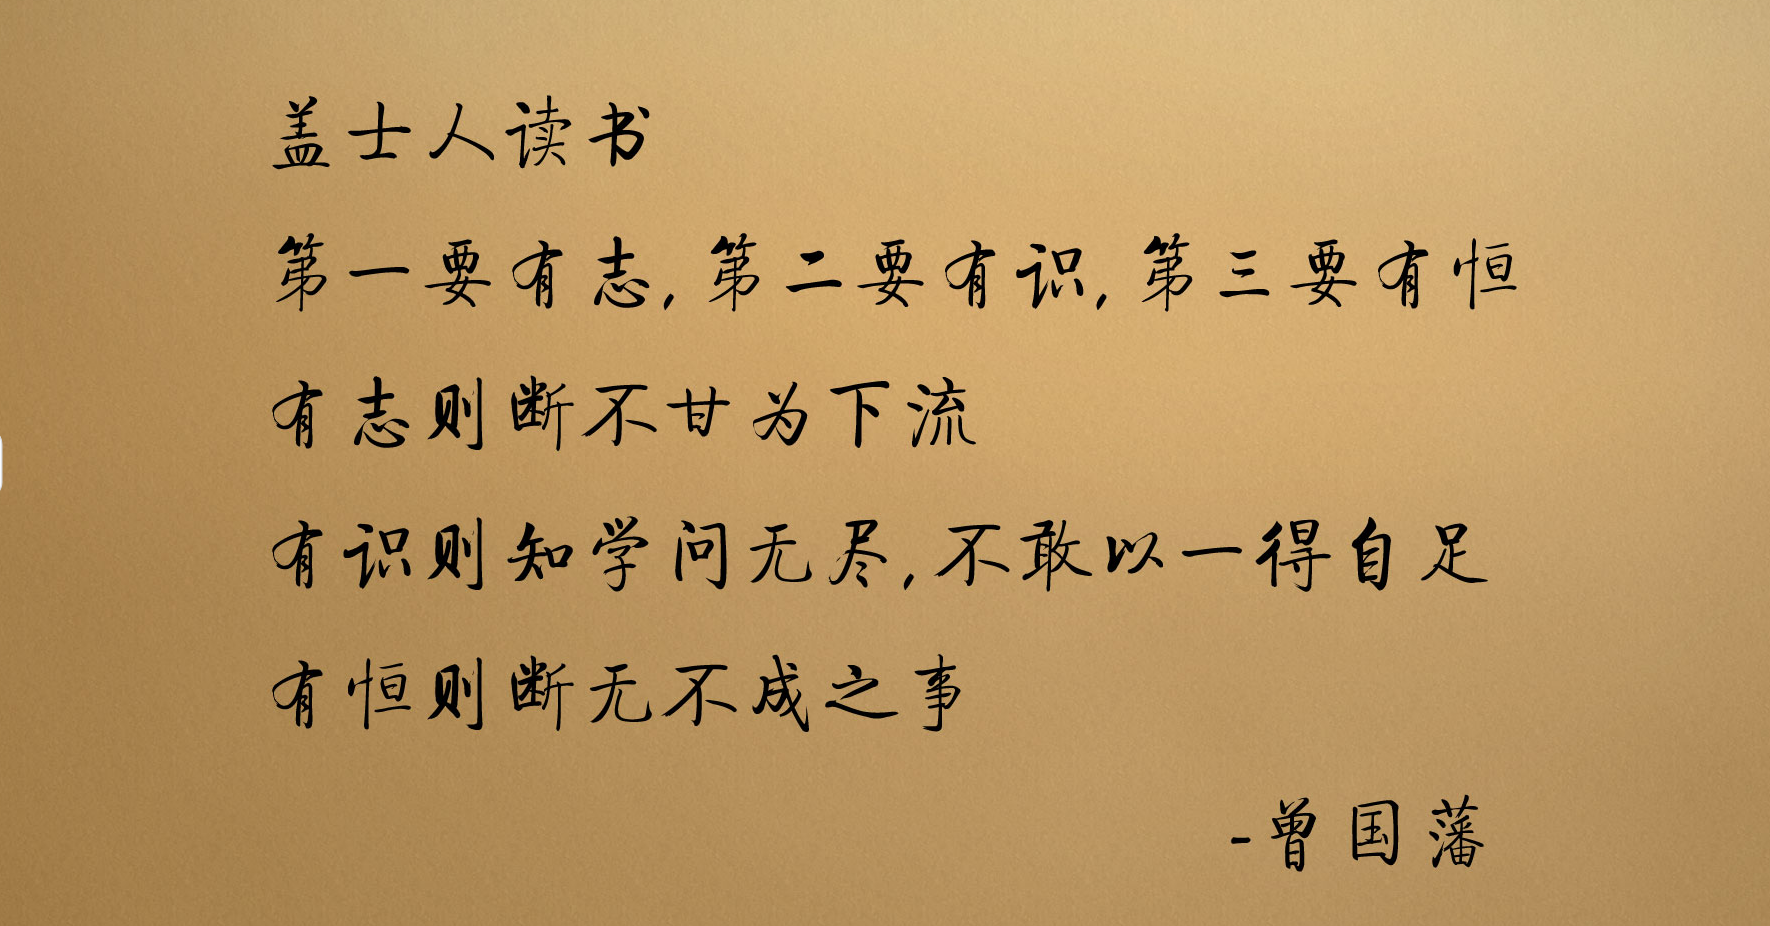 盖士人读书
第一要有志,第二要有识,第三要有恒
有志则断不甘为下流
有识则知学问无尽,不敢以一得自足
有恒则断无不成之事
-曾国藩